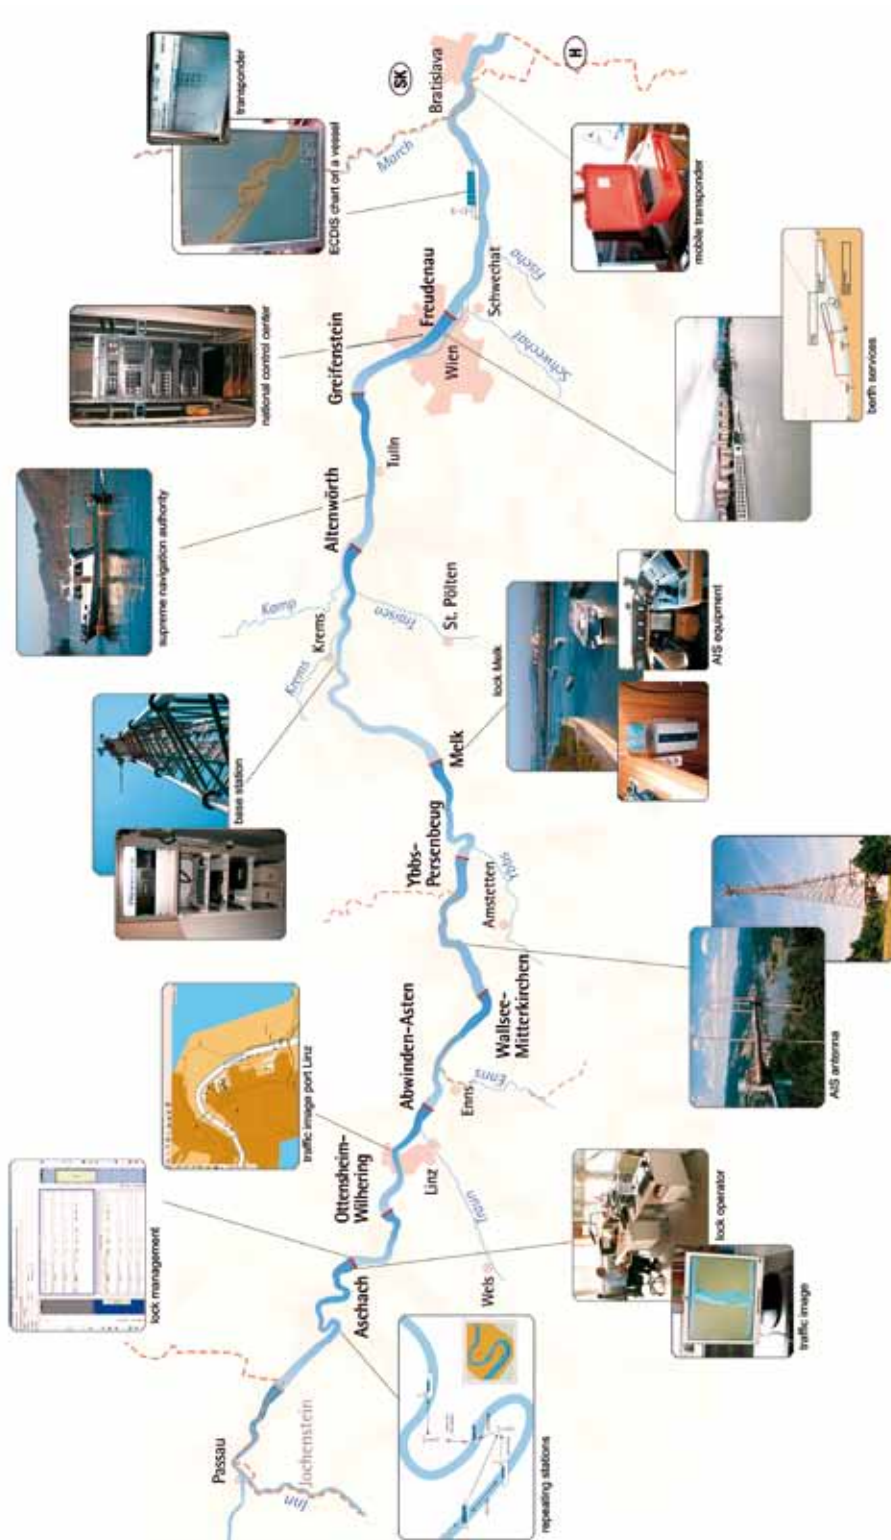 Passau
Jochenstein
Inn
repeating stations
lock management
Aschach
lock operator
traffic image
Ottensheim-
Wilhering
Wels
Traun
Linz
traffic image port Linz
Abwinden-Asten
Enns
Enns
Wallsee-
Mitterkirchen
AIS antenna
Amstetten
Ybbs
Ybbs-
Persenbeug
base station
Melk
lock Melk
AIS equipment
Krems
Krems
Kamp
Traisen
St. Pölten
supreme navigation authority
Altenwörth
Tulln
Greifenstein
national control center
Freudenau
Wien
Schwechat
Schwechat
Fischa
berth services
ECDIS chart on a vessel
transponder
March
SK
Bratislava
H
mobile transponder